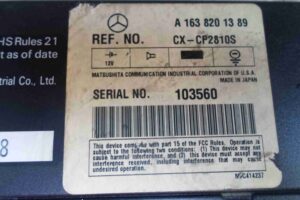 A 163 820 13 89
HS Rules 21
REF. NO. CX-CP2810S
t as of date
12V
MATSUSHITA COMMUNICATION INDUSTRIAL CORPORATION OF U.S.A
MADE IN JAPAN
trial Co., Ltd.
SERIAL NO. 103560
8
This device complies with part 15 of the FCC Rules. Operation is
subject to the following two conditions: (1) This device may not
cause harmful interference, and (2) this device must accept any
interference received, including interference that may cause
undesired operation.